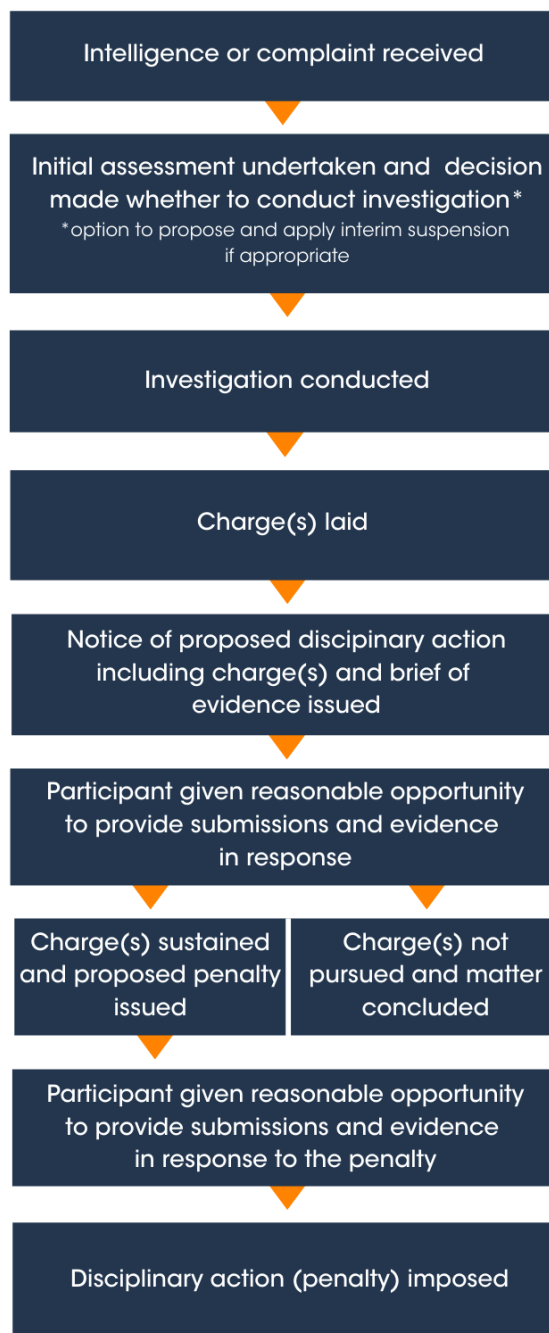 Intelligence or complaint received
Initial assessment undertaken and decision
made whether to conduct investigation*
*option to propose and apply interim suspension
if appropriate
Investigation conducted
Charge(s) laid
Notice of proposed discipinary action
including charge(s) and brief of
evidence issued
Participant given reasonable opportunity
to provide submissions and evidence
in response
Charge(s) sustained
and proposed penalty
issued
Charge(s) not
pursued and matter
concluded
Participant given reasonable opportunity
to provide submissions and evidence
in response to the penalty
Disciplinary action (penalty) imposed